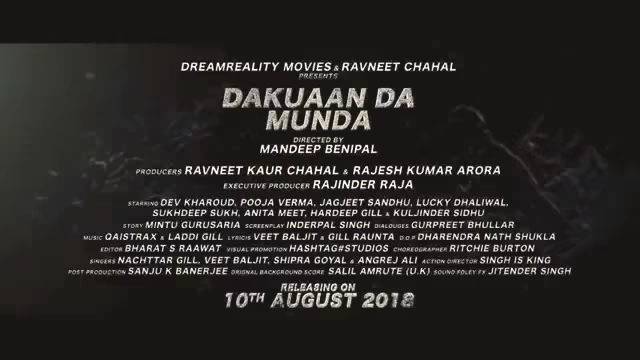 DREAMREALITY MOVIES & RAVNEET CHAHAL
PRESENTS
DAKUAAN DA
MUNDA
DIRECTED BY
MANDEEP BENIPAL
PRODUCERS RAVNEET KAUR CHAHAL & RAJESH KUMAR ARORA
EXECUTIVE PRODUCER RAJINDER RAJA
STARRING DEV KHAROUD, POOJA VERMA, JAGJEET SANDHU, LUCKY DHALIWAL,
SUKHDEEP SUKH, ANITA MEET, HARDEEP GILL & KULJINDER SIDHU
STORY MINTU GURUSARIA SCREENPLAY INDERPAL SINGH DIALOUGES GURPREET BHULLAR
MUSIC QAISTRAX & LADDI GILL LYRICIS VEET BALJIT & GILL RAUNTA D.O.P DHARENDRA NATH SHUKLA
EDITOR BHARAT S RAAWAT VISUAL PROMOTION HASHTAG#STUDIOS CHOREOGRAPHER RITCHIE BURTON
SINGERS NACHTTAR GILL, VEET BALJIT, SHIPRA GOYAL & ANGREJ ALI ACTION DIRECTOR SINGH IS KING
POST PRODUCTION SANJU K BANERJEE ORIGNAL BACKGROUND SCORE SALIL AMRUTE (U.K) SOUND FOLEY FX JITENDER SINGH
RELEASING ON
10TH AUGUST 2018